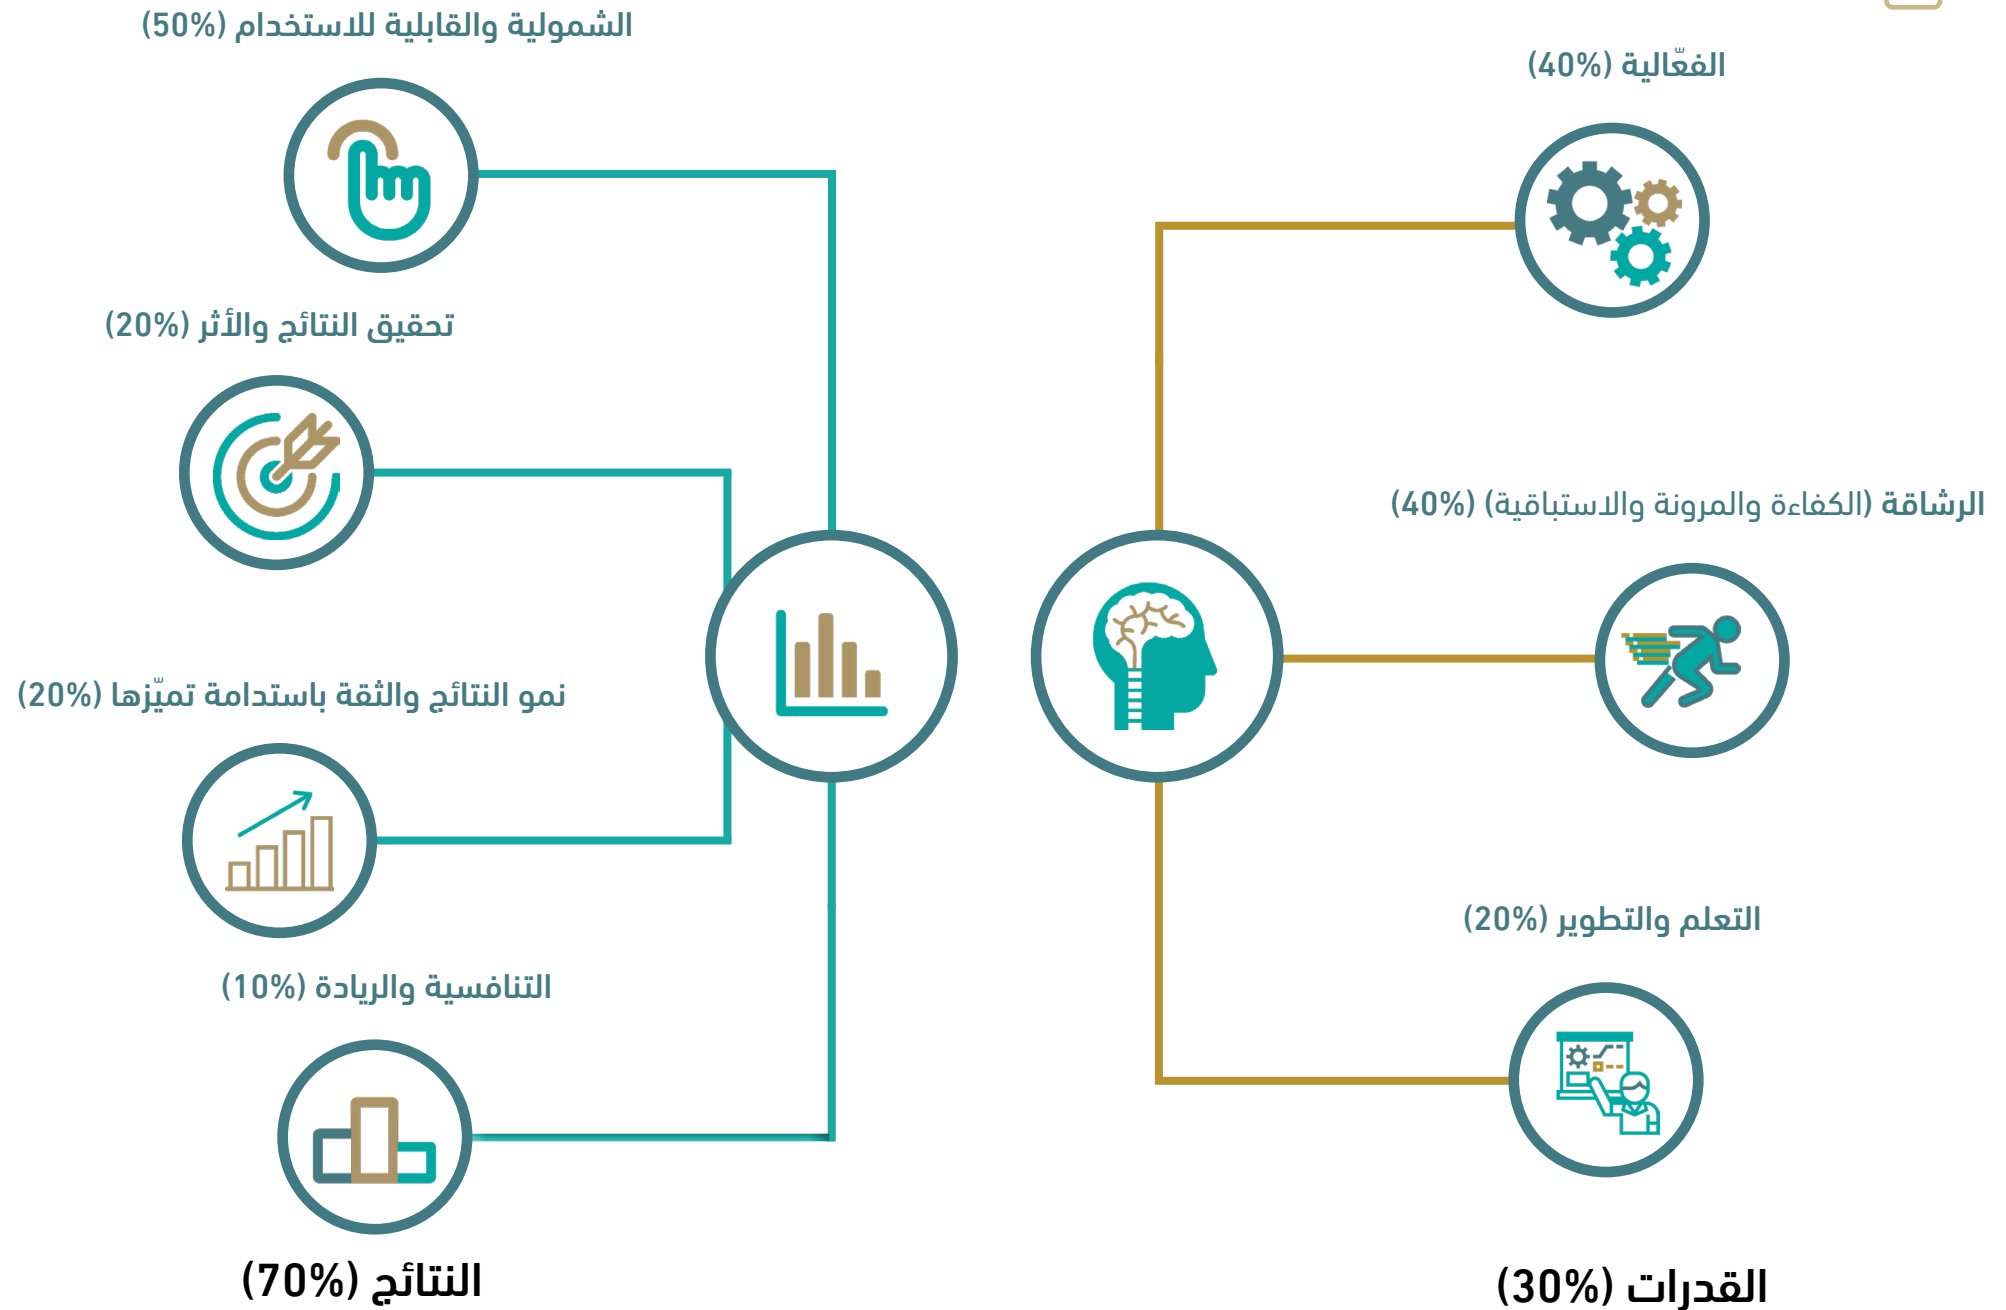 الفعّالية (40%)
الرشاقة (الكفاءة والمرونة والاستباقية) (40%)
التعلم والتطوير (20%)
القدرات (30%)
الشمولية والقابلية للاستخدام (50%)
تحقيق النتائج والأثر (20%)
نمو النتائج والثقة باستدامة تميّزها (20%)
التنافسية والريادة (10%)
النتائج (70%)